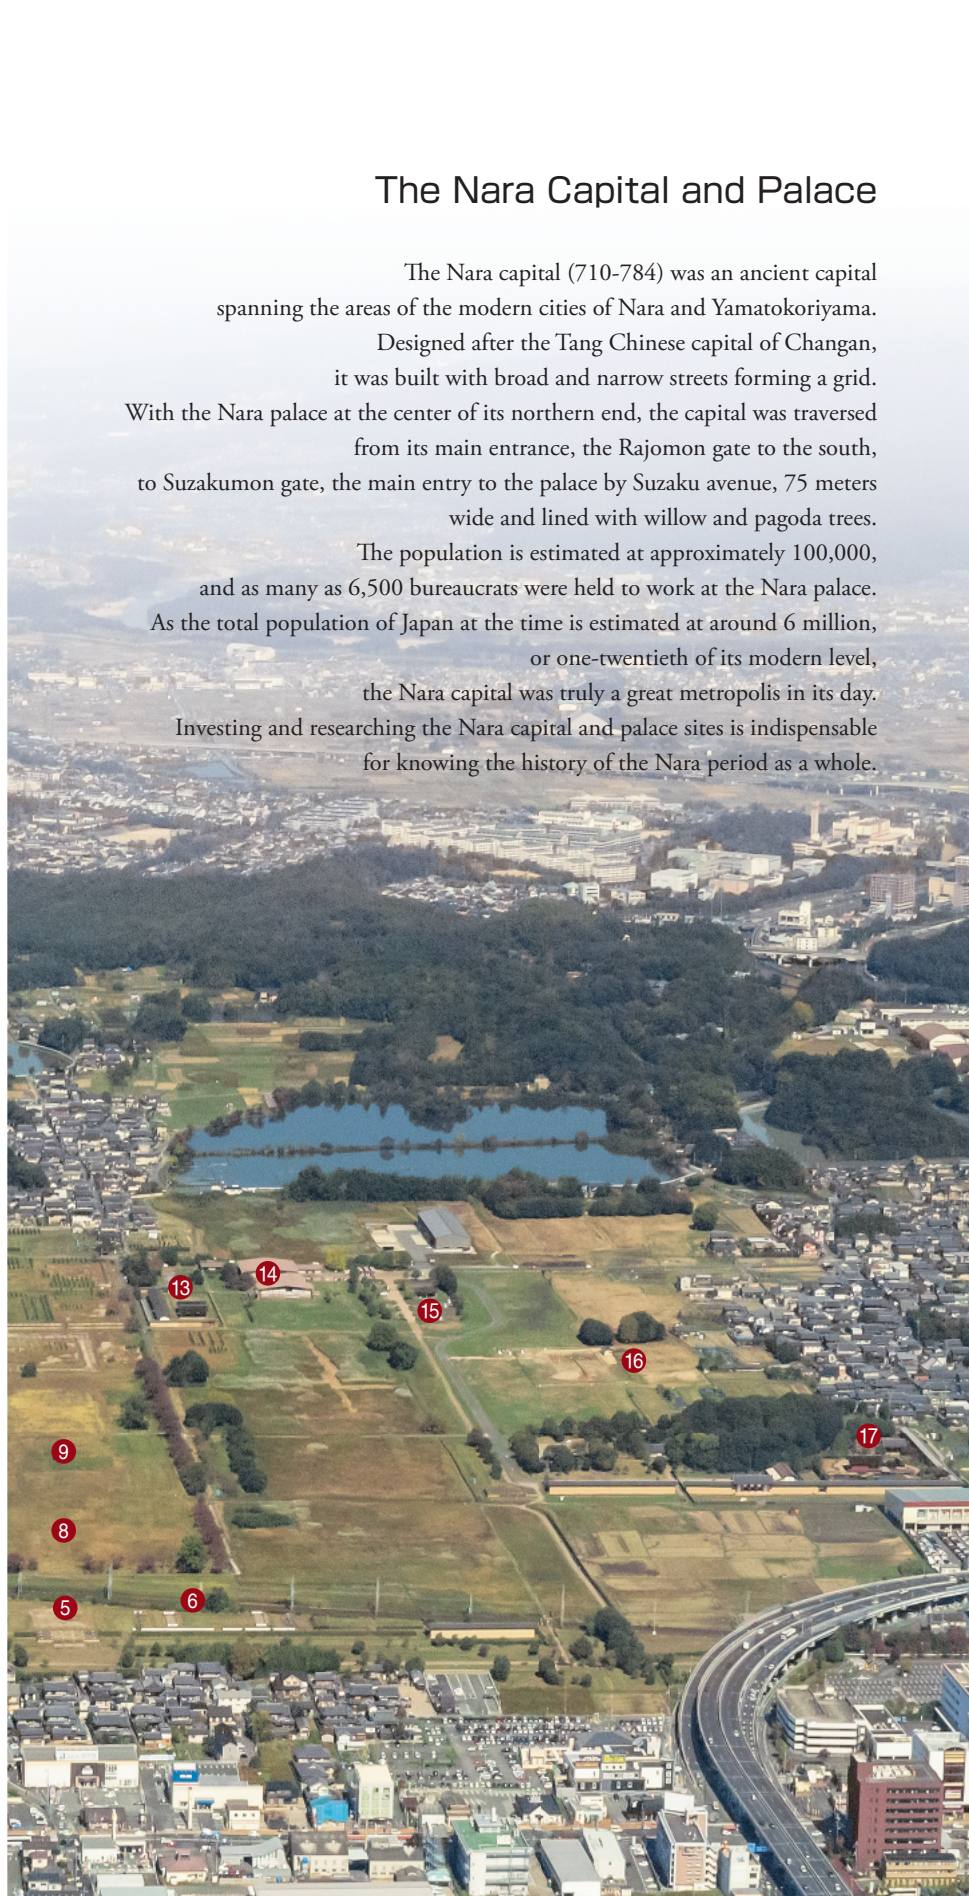 The Nara Capital and Palace
The Nara capital (710-784) was an ancient capital
spanning the areas of the modern cities of Nara and Yamatokoriyama.
Designed after the Tang Chinese capital of Changan,
it was built with broad and narrow streets forming a grid.
With the Nara palace at the center of its northern end, the capital was traversed
from its main entrance, the Rajomon gate to the south,
to Suzakumon gate, the main entry to the palace by Suzaku avenue, 75 meters
wide and lined with willow and pagoda trees.
The population is estimated at approximately 100,000,
and as many as 6,500 bureaucrats were held to work at the Nara palace.
As the total population of Japan at the time is estimated at around 6 million,
or one-twentieth of its modern level,
the Nara capital was truly a great metropolis in its day.
Investing and researching the Nara capital and palace sites is indispensable
for knowing the history of the Nara period as a whole.
14
13
15
16
17
9
8
6
5